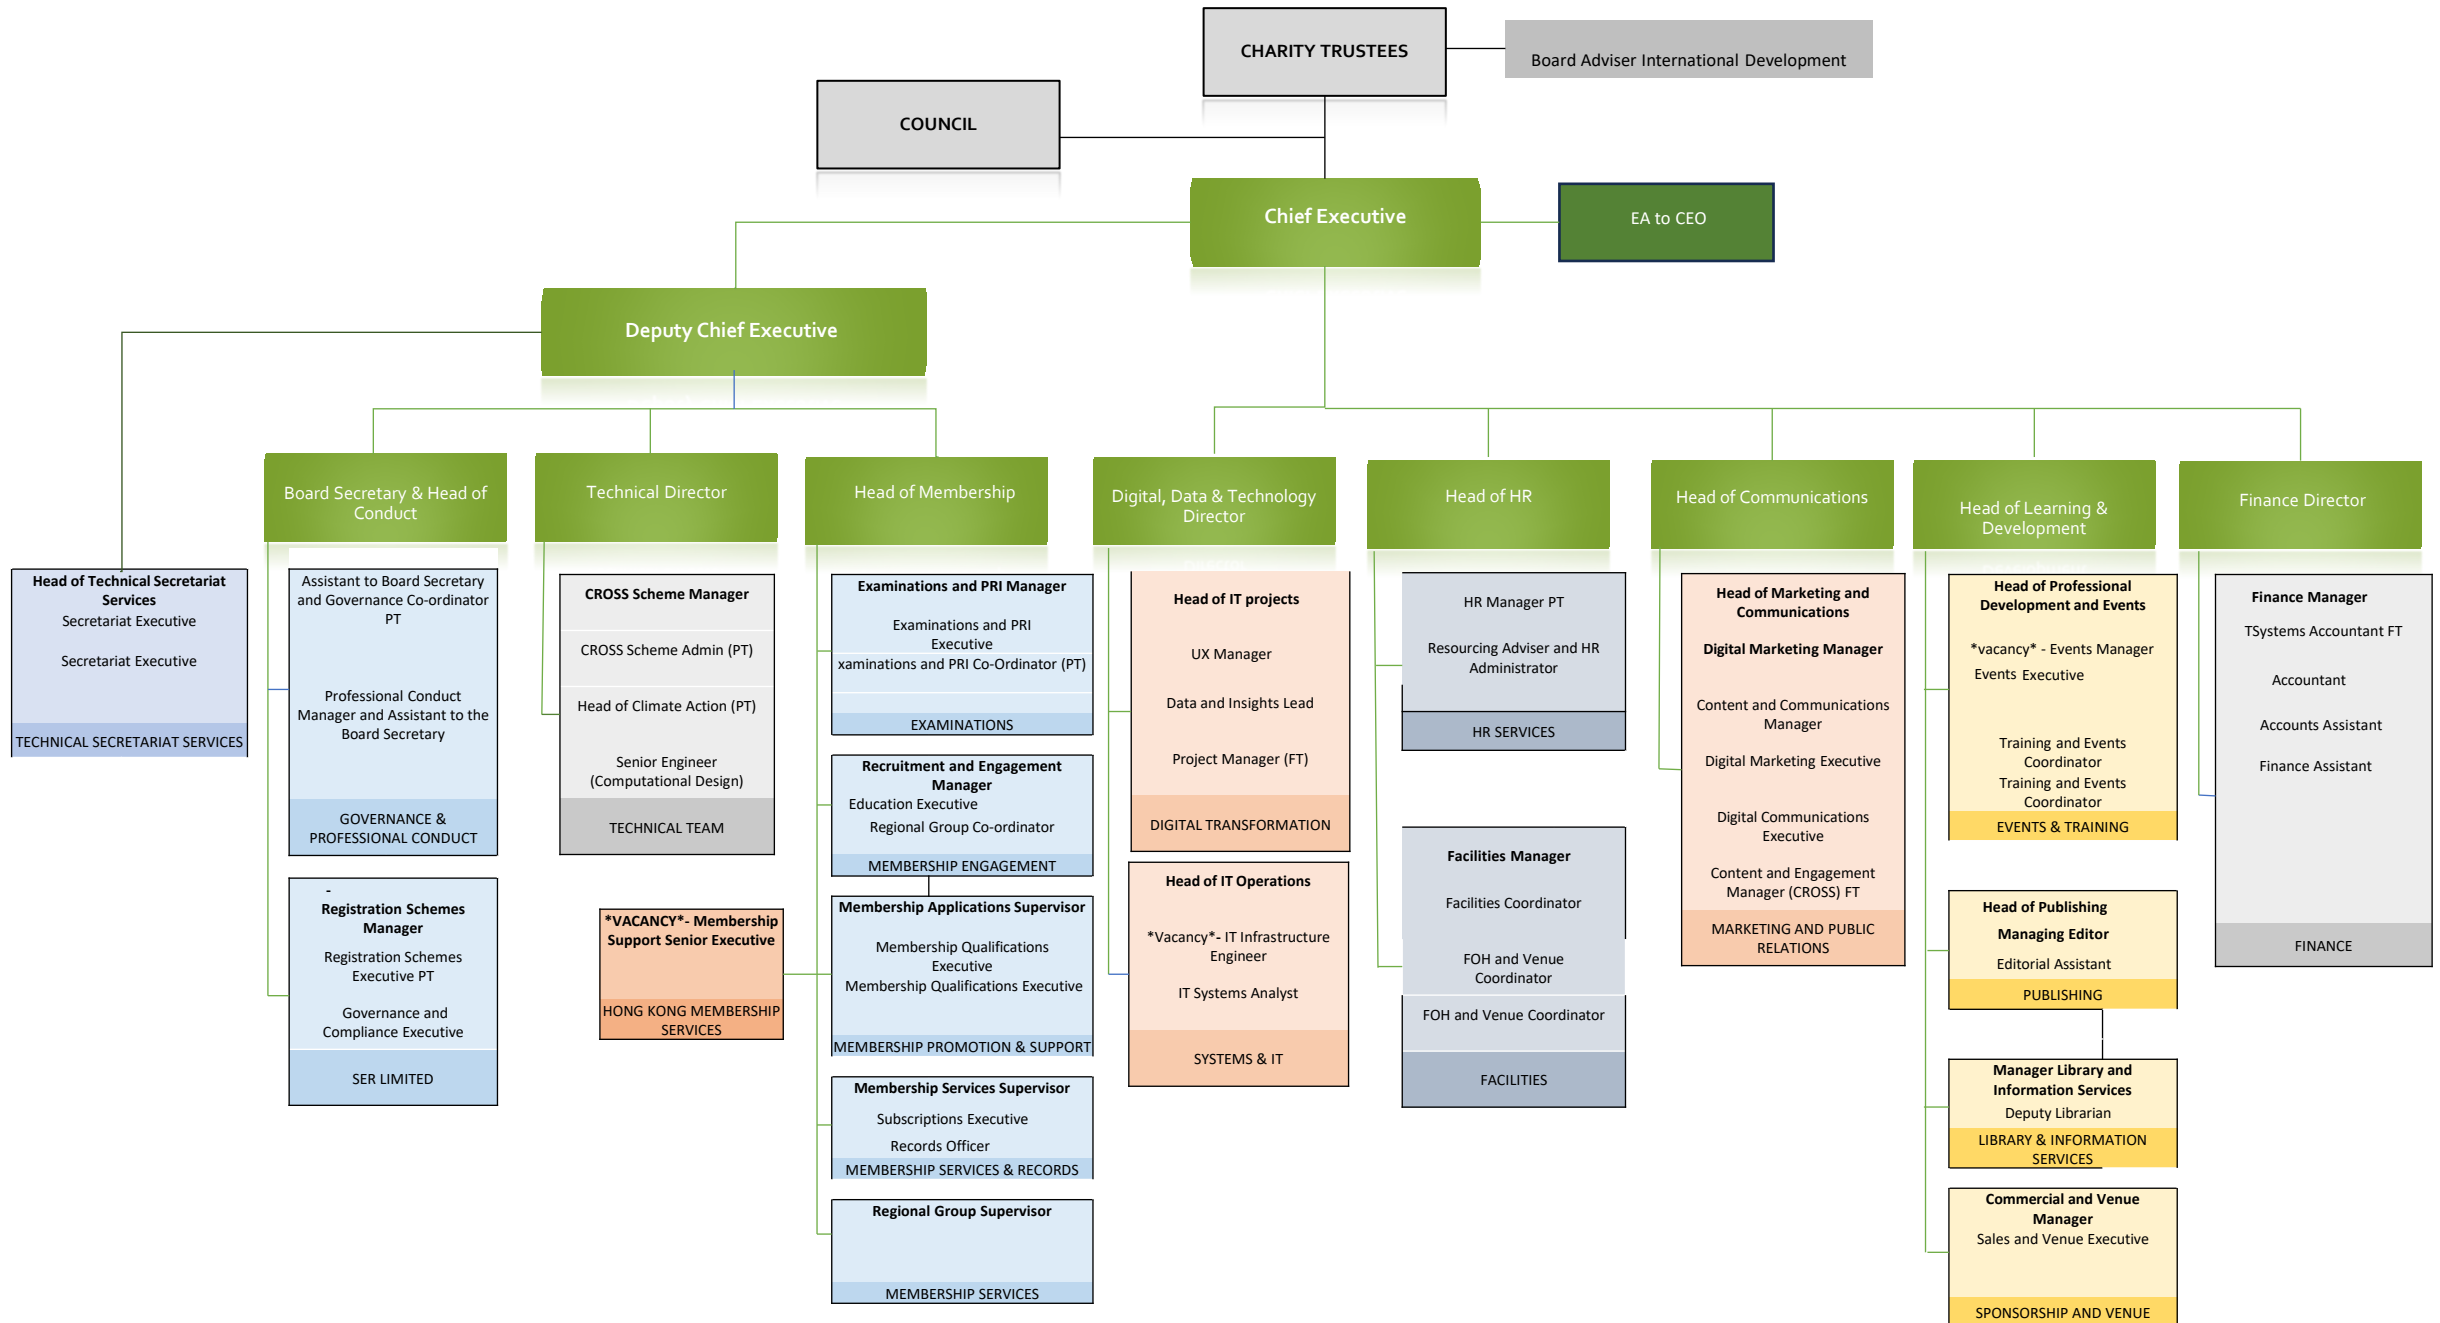 CHARITY TRUSTEES
Board Adviser International Development
COUNCIL
Chief Executive
EA to CEO
Deputy Chief Executive
Board Secretary & Head of
Conduct
Technical Director
Head of Membership
Digital, Data & Technology
Director
Head of HR
Head of Communications
Head of Learning &
Development
Finance Director
Head of Technical Secretariat
Services
Secretariat Executive
Secretariat Executive
TECHNICAL SECRETARIAT SERVICES
Assistant to Board Secretary
and Governance Co-ordinator
PT
Professional Conduct
Manager and Assistant to the
Board Secretary
GOVERNANCE &
PROFESSIONAL CONDUCT
-
Registration Schemes
Manager
Registration Schemes
Executive PT
Governance and
Compliance Executive
SER LIMITED
CROSS Scheme Manager
CROSS Scheme Admin (PT)
Head of Climate Action (PT)
Senior Engineer
(Computational Design)
TECHNICAL TEAM
*VACANCY*- Membership
Support Senior Executive
HONG KONG MEMBERSHIP
SERVICES
Examinations and PRI Manager
Examinations and PRI
Executive
xaminations and PRI Co-Ordinator (PT)
EXAMINATIONS
Recruitment and Engagement
Manager
Education Executive
Regional Group Co-ordinator
MEMBERSHIP ENGAGEMENT
Membership Applications Supervisor
Membership Qualifications
Executive
Membership Qualifications Executive
MEMBERSHIP PROMOTION & SUPPORT
Membership Services Supervisor
Subscriptions Executive
Records Officer
MEMBERSHIP SERVICES & RECORDS
Regional Group Supervisor
MEMBERSHIP SERVICES
Head of IT projects
UX Manager
Data and Insights Lead
Project Manager (FT)
DIGITAL TRANSFORMATION
Head of IT Operations
*Vacancy*- IT Infrastructure
Engineer
IT Systems Analyst
SYSTEMS & IT
HR Manager PT
Resourcing Adviser and HR
Administrator
HR SERVICES
Facilities Manager
Facilities Coordinator
FOH and Venue
Coordinator
FOH and Venue Coordinator
FACILITIES
Head of Marketing and
Communications
Digital Marketing Manager
Content and Communications
Manager
Digital Marketing Executive
Digital Communications
Executive
Content and Engagement
Manager (CROSS) FT
MARKETING AND PUBLIC
RELATIONS
Head of Professional
Development and Events
*vacancy* - Events Manager
Events Executive
Training and Events
Coordinator
Training and Events
Coordinator
EVENTS & TRAINING
Head of Publishing
Managing Editor
Editorial Assistant
PUBLISHING
Manager Library and
Information Services
Deputy Librarian
LIBRARY & INFORMATION
SERVICES
Commercial and Venue
Manager
Sales and Venue Executive
SPONSORSHIP AND VENUE
Finance Manager
TSystems Accountant FT
Accountant
Accounts Assistant
Finance Assistant
FINANCE